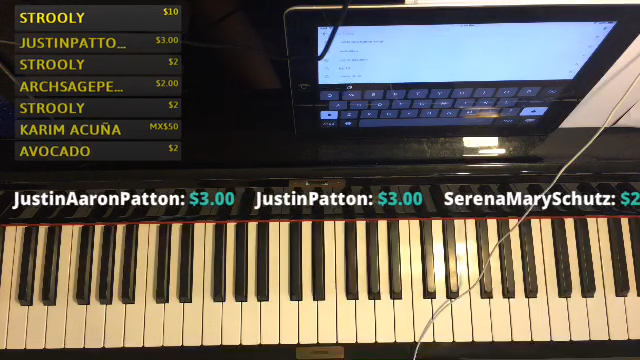 STROOLY $10
JUSTINPATTO... $3.00
STROOLY $2
ARCHSAGEPE... $2.00
STROOLY $2
KARIM ACUÑA MX$50
AVOCADO $2
JustinAaronPatton: $3.00 JustinPatton: $3.00 SerenaMarySchutz: $2